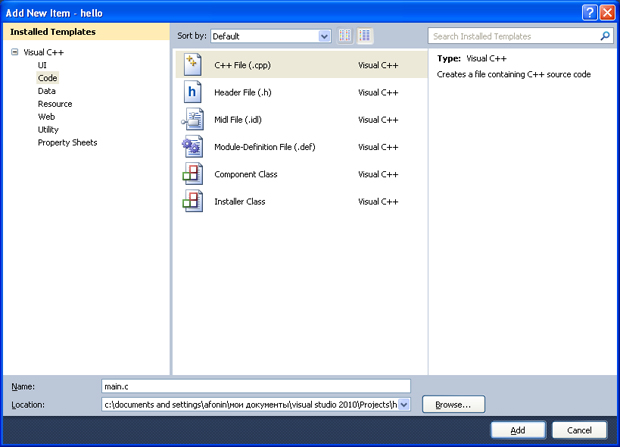 Add New Item - hello
Installed Templates
Sort by: Default
Search Installed Templates
Visual C++
UI
Code
Data
Resource
Web
Utility
Property Sheets
C++ File (.cpp) Visual C++
Header File (.h) Visual C++
Midl File (.idl) Visual C++
Module-Definition File (.def) Visual C++
Component Class Visual C++
Installer Class Visual C++
Type: Visual C++
Creates a file containing C++ source code
Name: main.c
Location: c:\documents and settings\afonin\мои документы\visual studio 2010\Projects\h
Browse...
Add Cancel